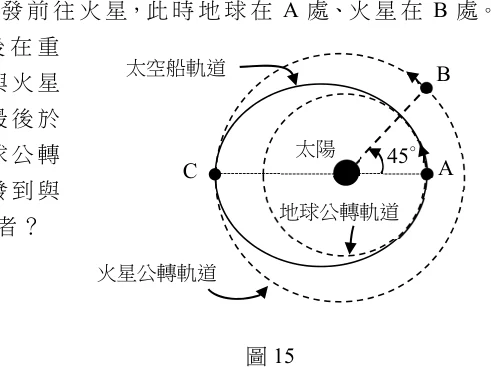 發前往火星，此時地球在 A 處、火星在 B 處。
後在重
與火星
最後於
球公轉
發到與
者？
太空船軌道
B
太陽
45°
C
A
地球公轉軌道
火星公轉軌道
圖 15